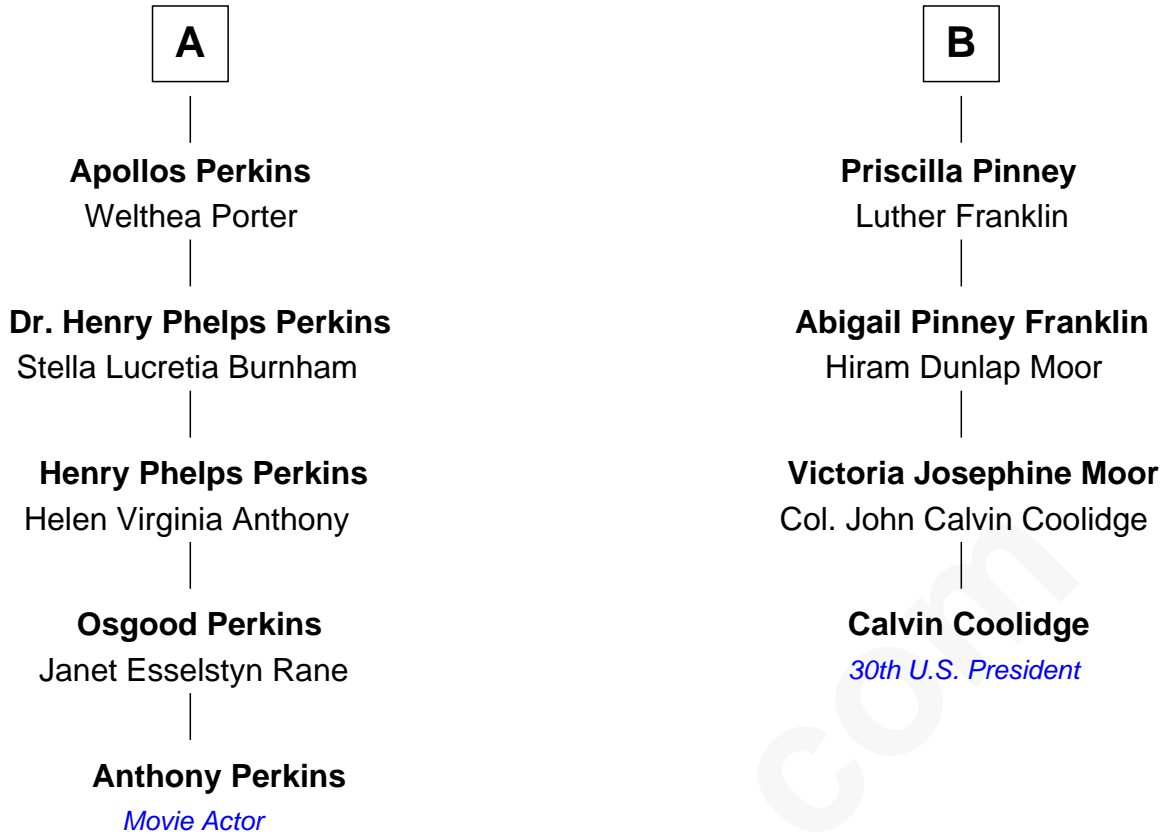 A
Apollos Perkins
Welthea Porter
Dr. Henry Phelps Perkins
Stella Lucretia Burnham
Henry Phelps Perkins
Helen Virginia Anthony
Osgood Perkins
Janet Esselstyn Rane
Anthony Perkins
Movie Actor
B
Priscilla Pinney
Luther Franklin
Abigail Pinney Franklin
Hiram Dunlap Moor
Victoria Josephine Moor
Col. John Calvin Coolidge
Calvin Coolidge
30th U.S. President
com